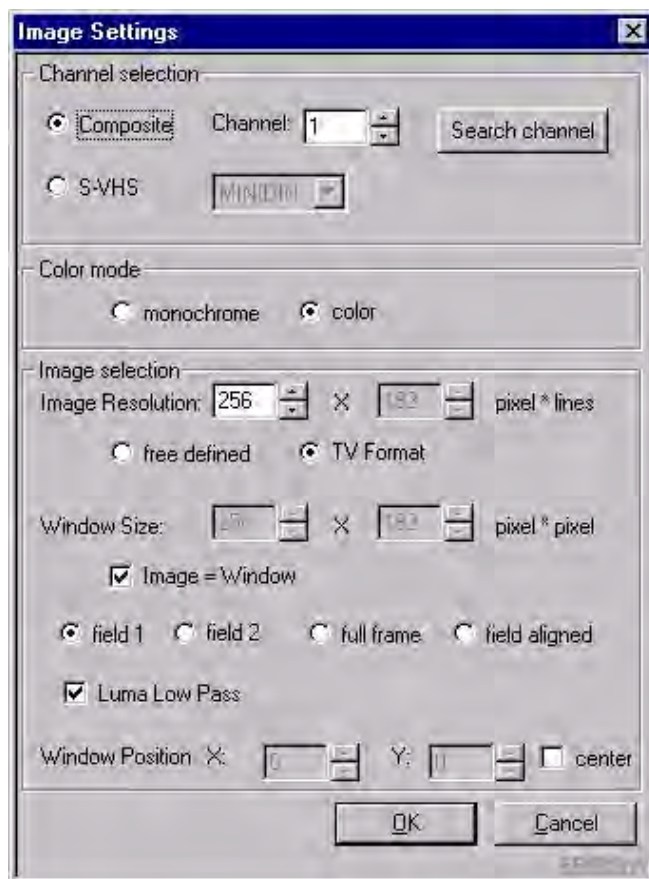 Image Settings
Channel selection
Composite Channel: 1 Search channel
S-VHS MINIDIN
Color mode
monochrome color
Image selection
Image Resolution: 256 X pixel * lines
free defined TV Format
Window Size: X pixel * pixel
Image = Window
field 1 field 2 full frame field aligned
Luma Low Pass
Window Position X: Y: 0 center
OK Cancel